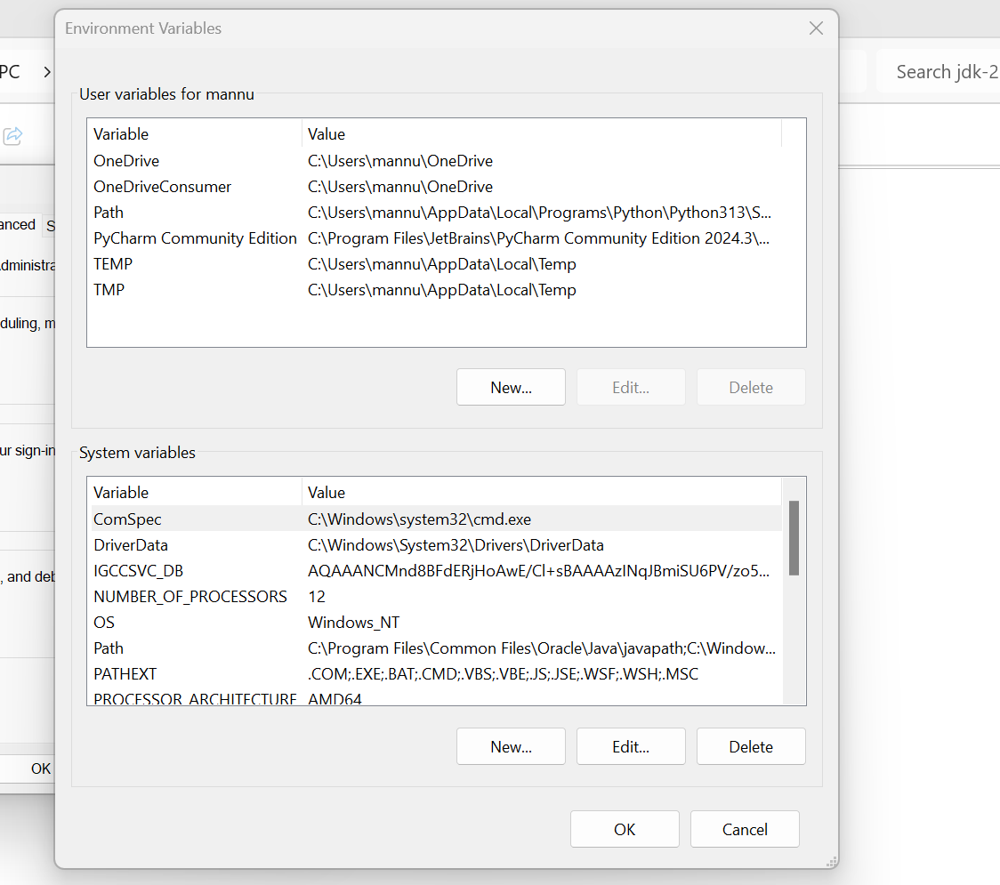 Environment Variables
PC
Search jdk-2
User variables for mannu
Variable Value
OneDrive C:\Users\mannu\OneDrive
OneDriveConsumer C:\Users\mannu\OneDrive
Path C:\Users\mannu\AppData\Local\Programs\Python\Python313\S...
PyCharm Community Edition C:\Program Files\JetBrains\PyCharm Community Edition 2024.3\...
TEMP C:\Users\mannu\AppData\Local\Temp
TMP C:\Users\mannu\AppData\Local\Temp
New... Edit... Delete
System variables
Variable Value
ComSpec C:\Windows\system32\cmd.exe
DriverData C:\Windows\System32\Drivers\DriverData
IGCCSVC_DB AQAAANCMnd8BFdERjHoAwE/Cl+sBAAAAzINqJBmiSU6PV/zo5...
NUMBER_OF_PROCESSORS 12
OS Windows_NT
Path C:\Program Files\Common Files\Oracle\Java\javapath;C:\Window...
PATHEXT .COM;.EXE;.BAT;.CMD;.VBS;.VBE;.JS;.JSE;.WSF;.WSH;.MSC
PROCESSOR_ARCHITECTURE AMD64
New... Edit... Delete
OK Cancel
anced S
dministra
duling, m
ur sign-in
, and deb
OK